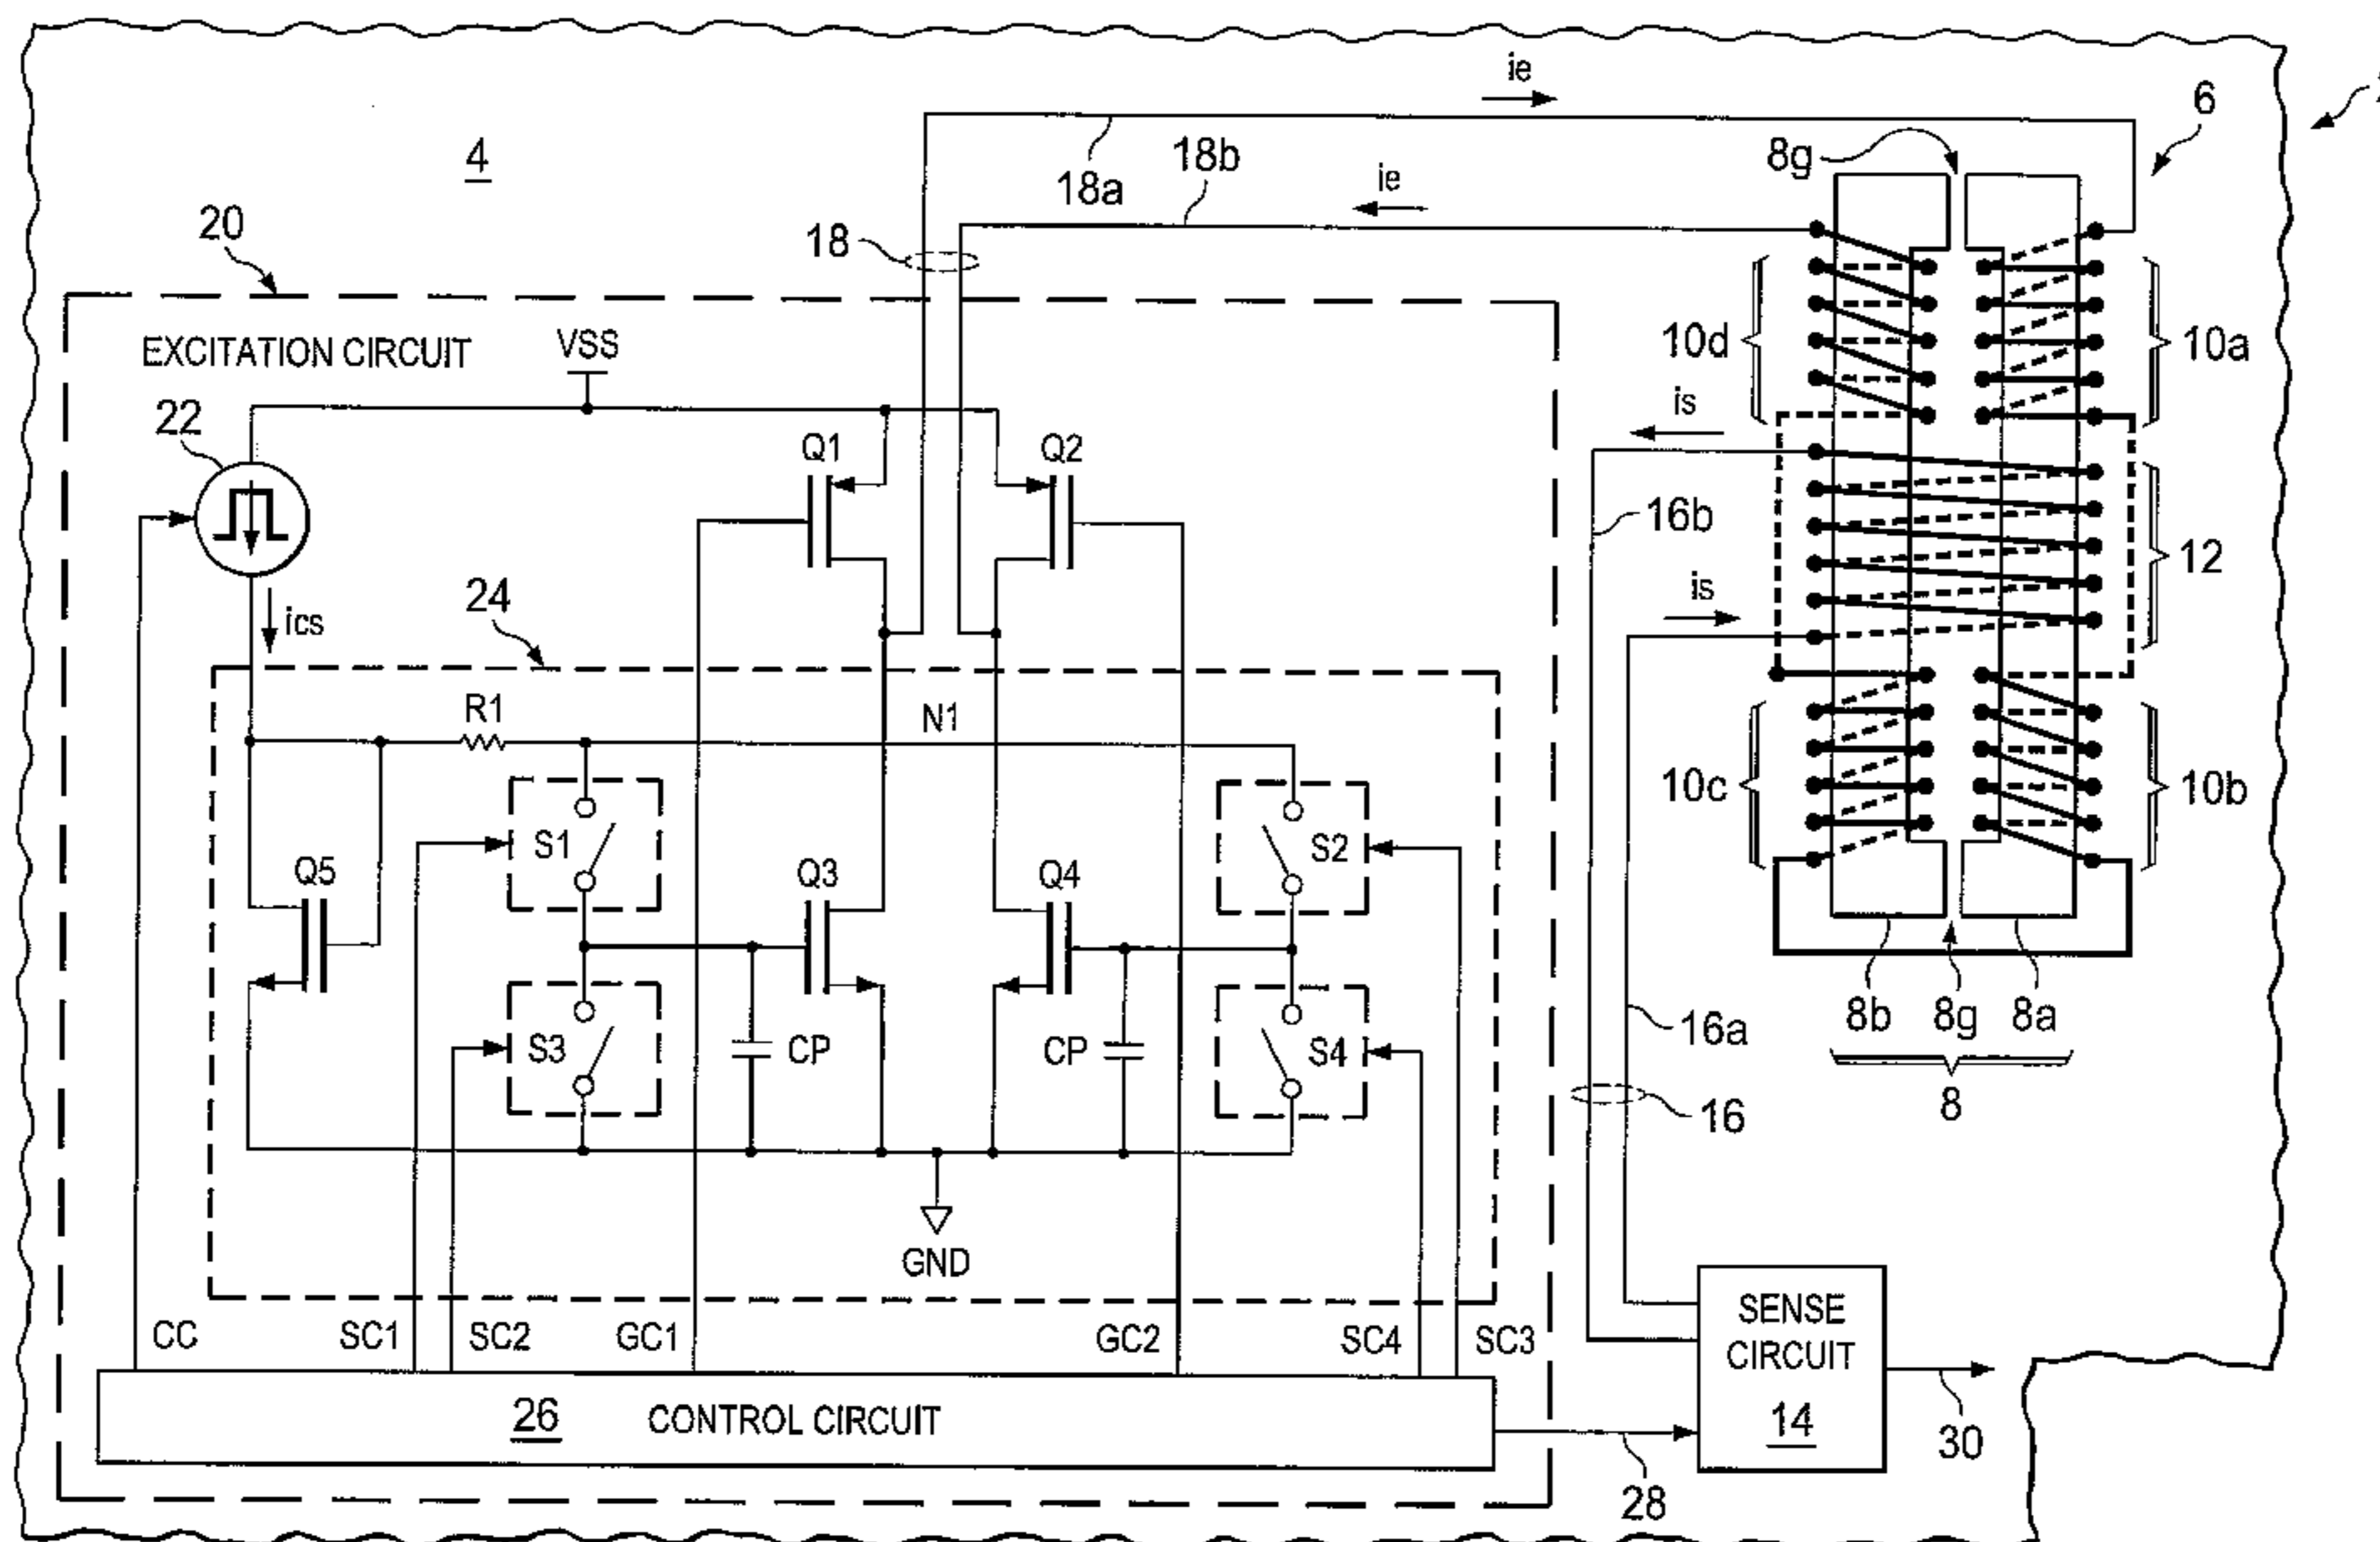 ie
6
4
18b
8g
18a
ie
20
18
EXCITATION CIRCUIT
VSS
10d
10a
22
is
Q1
Q2
16b
12
24
ics
is
R1
N1
10c
10b
S1
S2
Q5
Q3
Q4
8b
8g
8a
16a
S3
CP
CP
S4
8
16
GND
SENSE
CIRCUIT
14
CC
SC1
SC2
GC1
GC2
SC4
SC3
26
CONTROL CIRCUIT
30
28